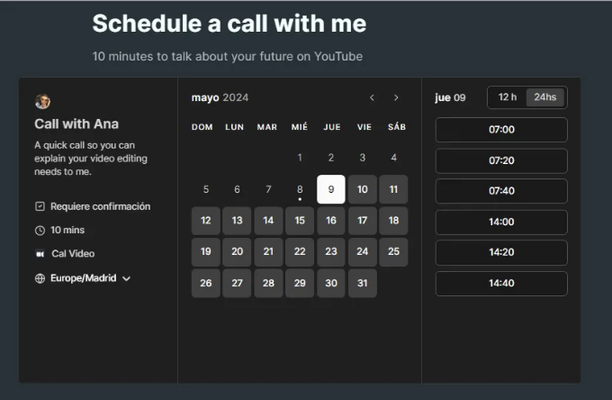 Schedule a call with me
10 minutes to talk about your future on YouTube
Call with Ana
A quick call so you can
explain your video editing
needs to me.
Requiere confirmación
10 mins
Cal Video
Europe/Madrid
mayo 2024
DOM LUN MAR MIÉ JUE VIE SÁB
1 2 3 4
5 6 7 8 9 10 11
12 13 14 15 16 17 18
19 20 21 22 23 24 25
26 27 28 29 30 31
jue 09
12 h 24hs
07:00
07:20
07:40
14:00
14:20
14:40